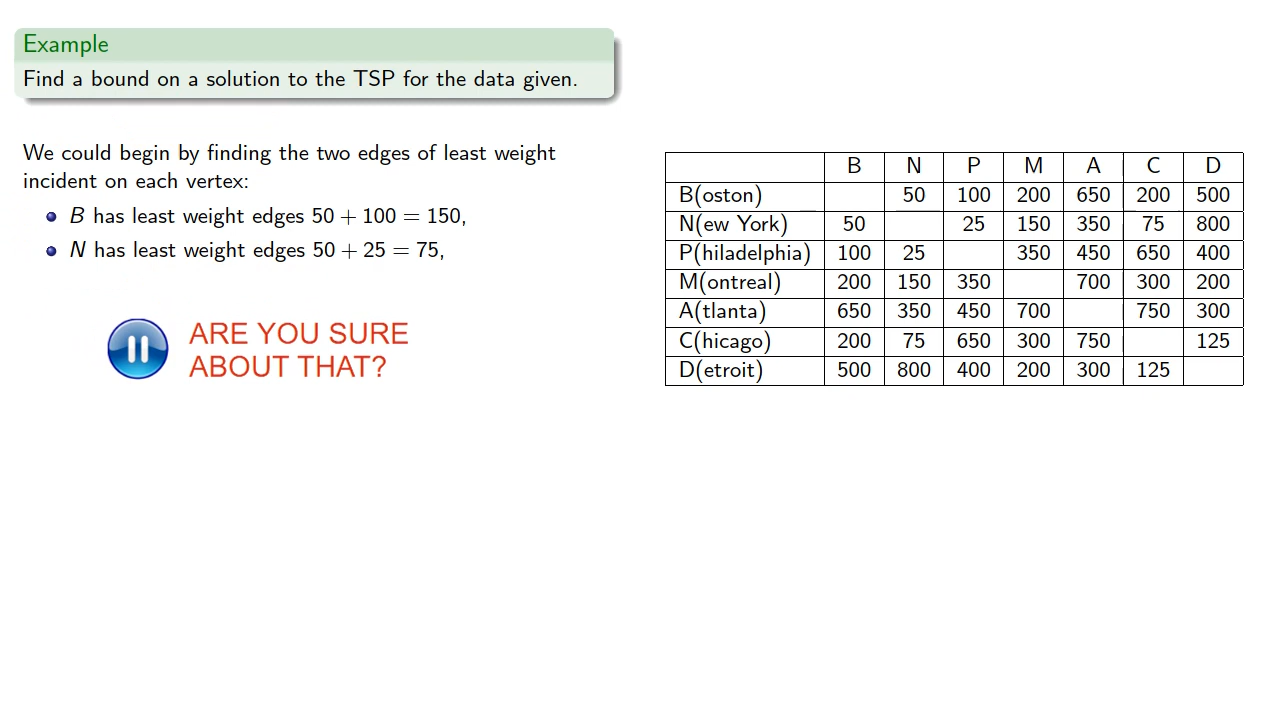 Example
Find a bound on a solution to the TSP for the data given.
We could begin by finding the two edges of least weight
incident on each vertex:
B has least weight edges 50 + 100 = 150,
N has least weight edges 50 + 25 = 75,
ARE YOU SURE
ABOUT THAT?
B N P M A C D
B(oston) 50 100 200 650 200 500
N(ew York) 50 25 150 350 75 800
P(hiladelphia) 100 25 350 450 650 400
M(ontreal) 200 150 350 700 300 200
A(tlanta) 650 350 450 700 750 300
C(hicago) 200 75 650 300 750 125
D(etroit) 500 800 400 200 300 125